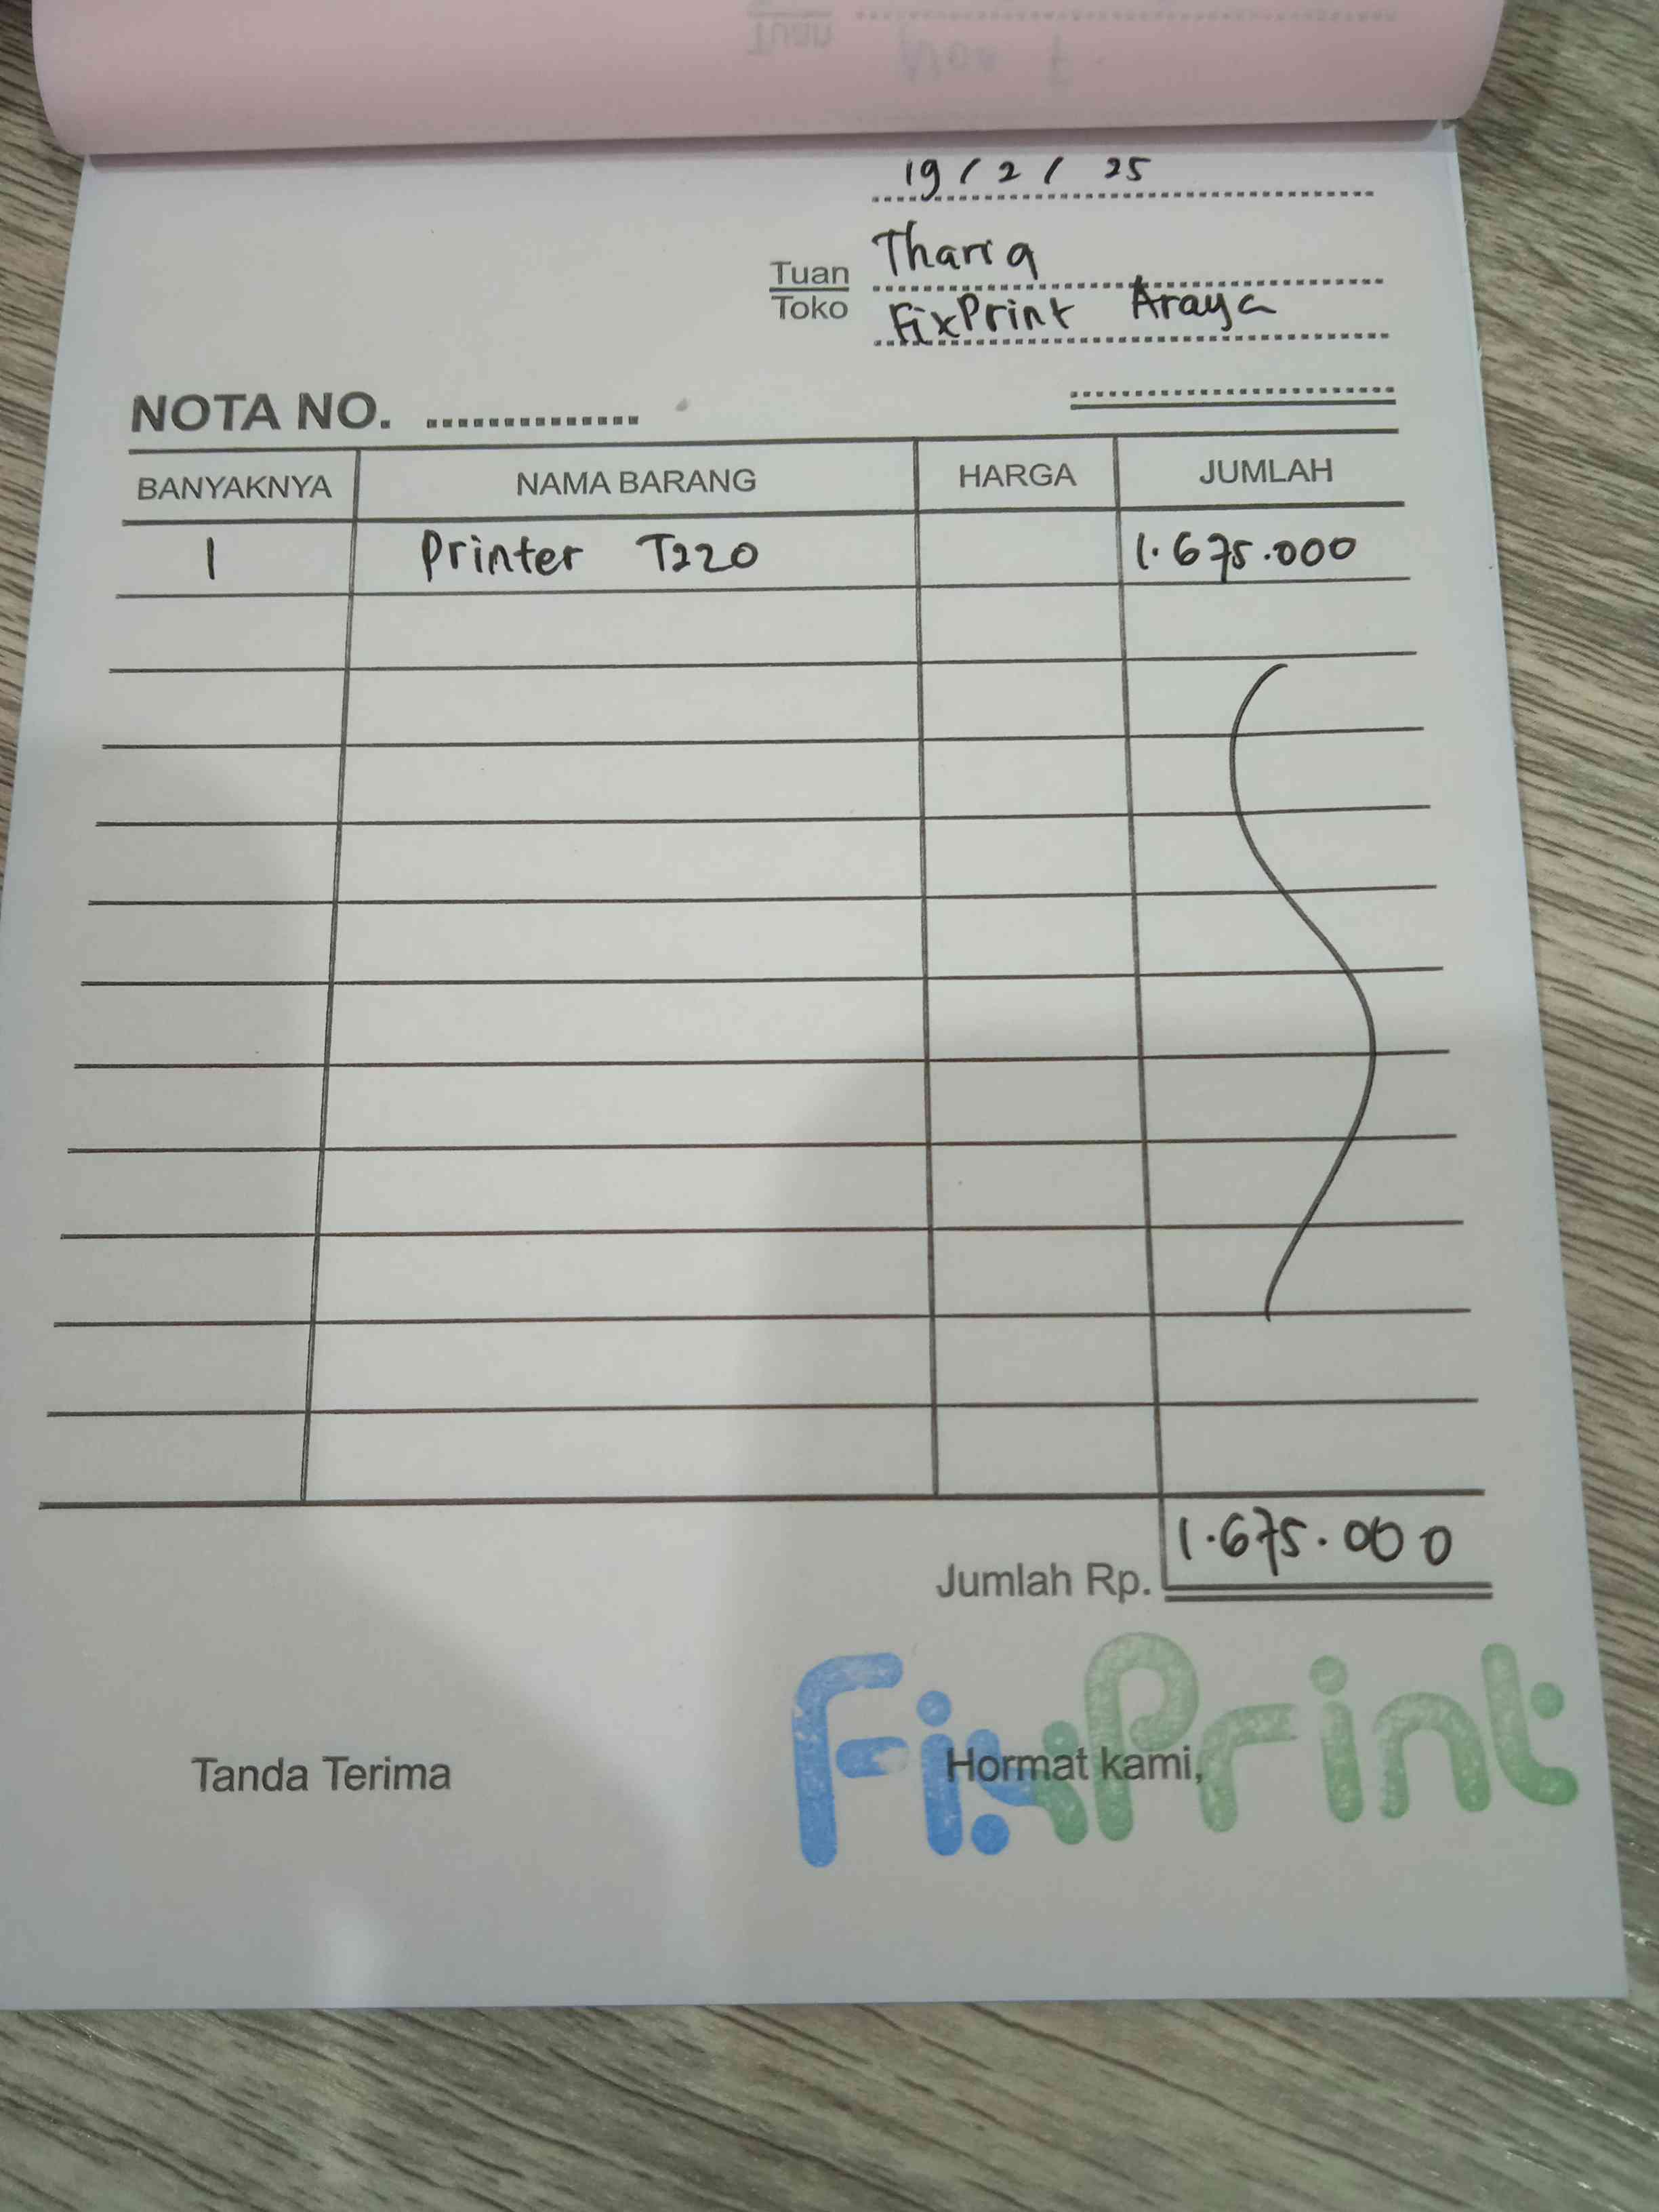 19 / 2 / 25
Tuan Thariq
Toko FixPrint Araya
NOTA NO. ..............
BANYAKNYA NAMA BARANG HARGA JUMLAH
1 Printer T220 1.675.000
Jumlah Rp. 1.675.000
Tanda Terima Hormat kami,
FixPrint